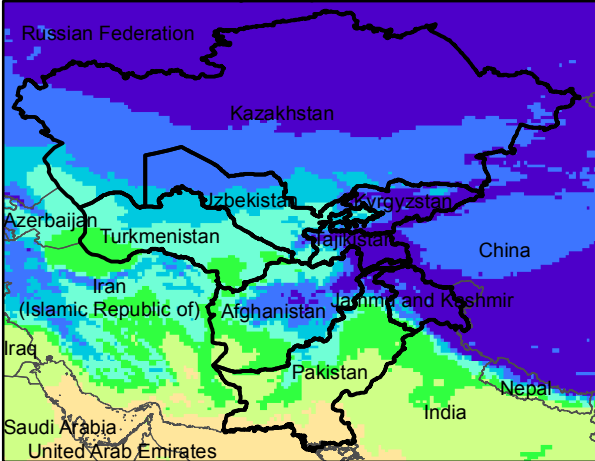 Russian Federation
Kazakhstan
Uzbekistan
Kyrgyzstan
Azerbaijan
Turkmenistan
Tajikistan
China
Iran
(Islamic Republic of)
Afghanistan
Jammu and Kashmir
Iraq
Pakistan
Nepal
India
Saudi Arabia
United Arab Emirates